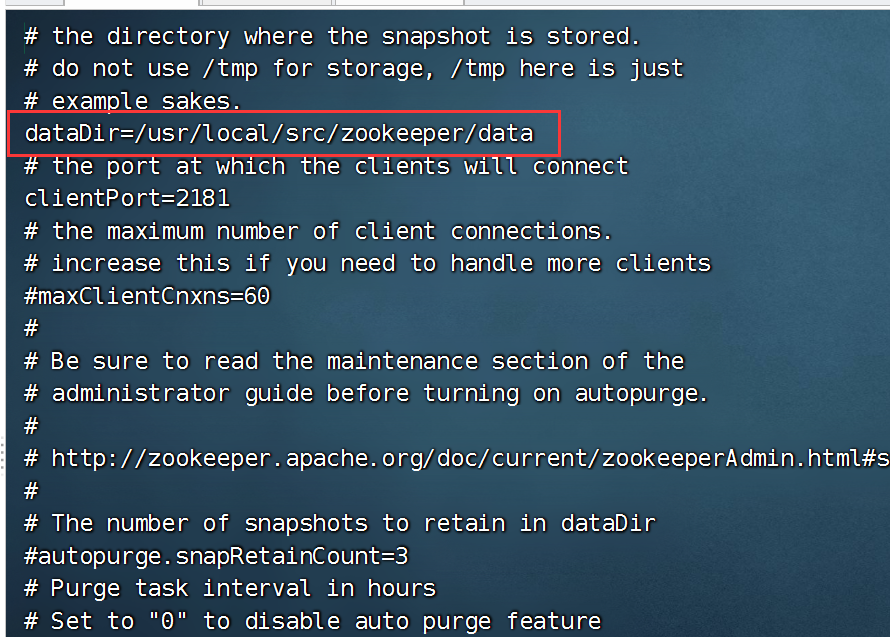 # the directory where the snapshot is stored.
# do not use /tmp for storage, /tmp here is just
# example sakes.
dataDir=/usr/local/src/zookeeper/data
# the port at which the clients will connect
clientPort=2181
# the maximum number of client connections.
# increase this if you need to handle more clients
#maxClientCnxns=60
#
# Be sure to read the maintenance section of the
# administrator guide before turning on autopurge.
#
# http://zookeeper.apache.org/doc/current/zookeeperAdmin.html#s
#
# The number of snapshots to retain in dataDir
#autopurge.snapRetainCount=3
# Purge task interval in hours
# Set to "0" to disable auto purge feature